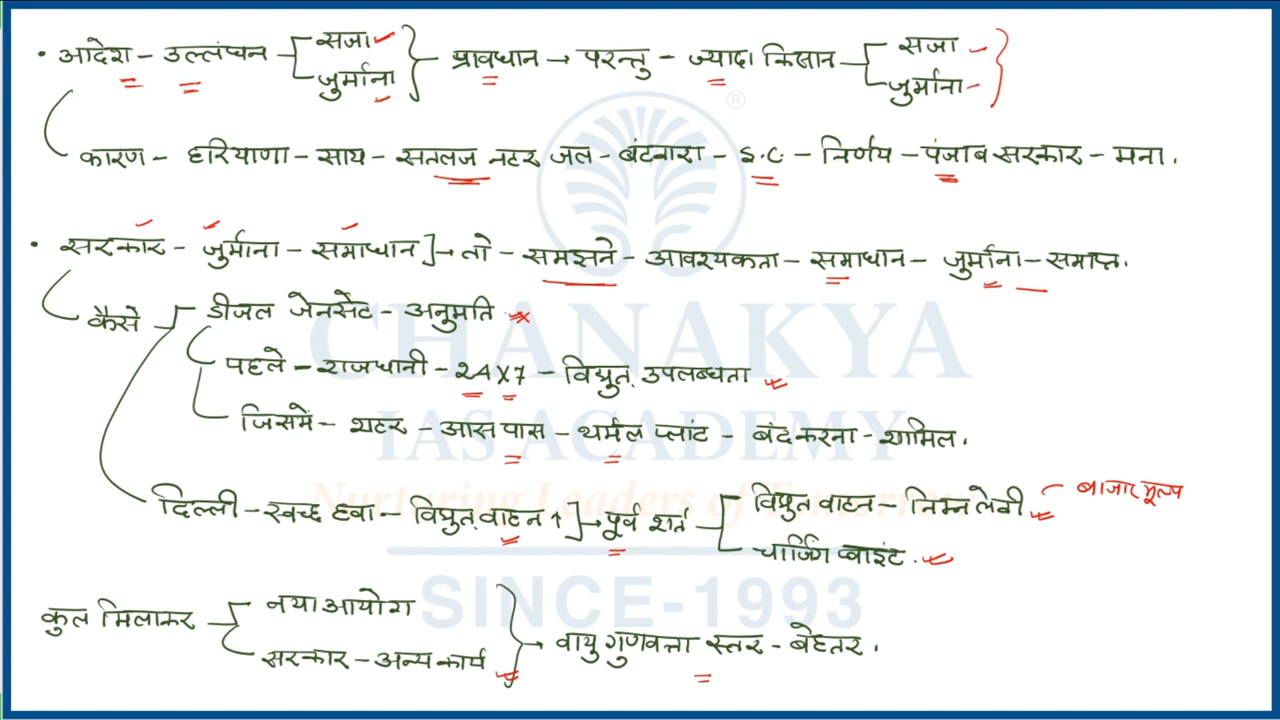 • आदेश – उल्लंघन – सजा जुर्माना } प्रावधान → परन्तु – ज्यादा किसान – सजा – जुर्माना –
कारण – हरियाणा – साथ – सतलज नहर जल – बंटवारा – S.C. – निर्णय – पंजाब सरकार – मना.
• सरकार – जुर्माना – समाधान ] → तो – समझने – आवश्यकता – समाधान – जुर्माना – समाप्त.
कैसे
डीजल जेनसेट – अनुमति
पहले – राजधानी – 24X7 – विद्युत उपलब्धता
जिसमें – शहर – आसपास – थर्मल प्लांट – बंद करना – शामिल.
दिल्ली – स्वच्छ हवा – विद्युत वाहन ↑ ] → पूर्व शर्त – विद्युत वाहन – निम्न लेवी – बाजार मूल्य
चार्जिंग प्वाइंट.
कुल मिलाकर – नया आयोग
सरकार – अन्य कार्य } → वायु गुणवत्ता स्तर – बेहतर.
CHANAKYA ®
IAS ACADEMY
Nurturing Leaders of Tomorrow
SINCE-1993